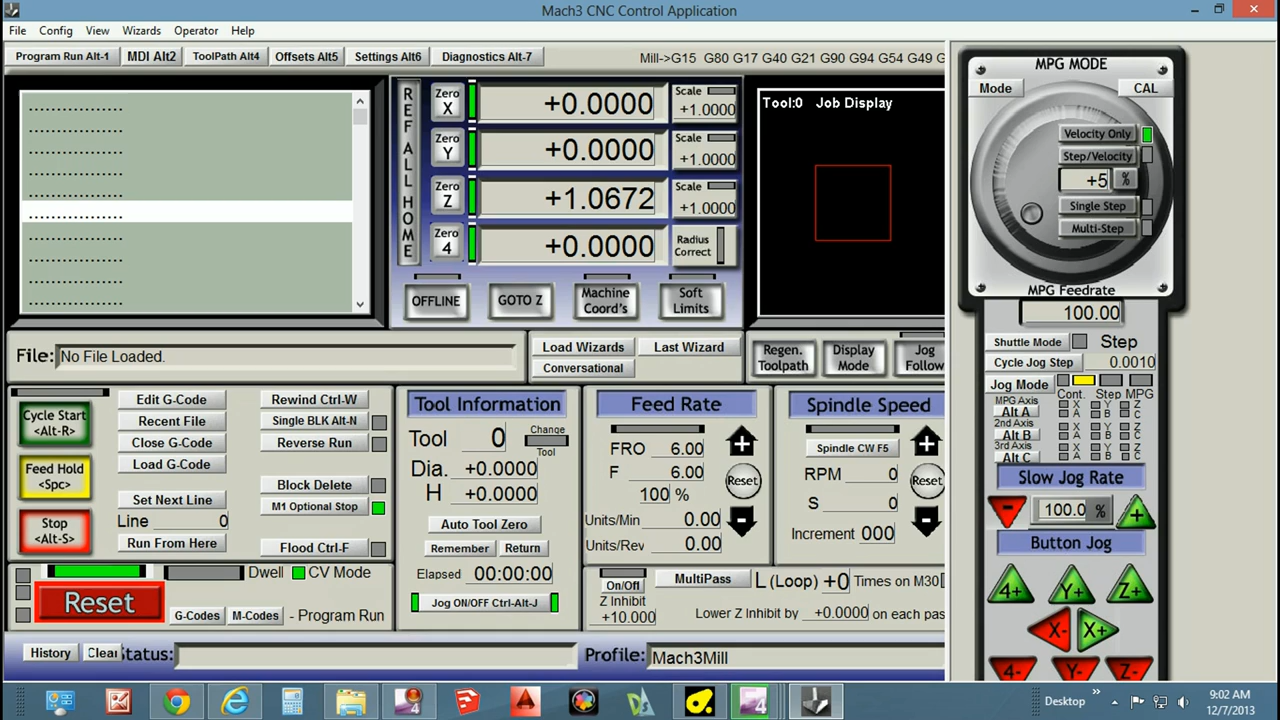 Mach3 CNC Control Application
File Config View Wizards Operator Help
Program Run Alt-1 MDI Alt2 ToolPath Alt4 Offsets Alt5 Settings Alt6 Diagnostics Alt-7 Mill->G15 G80 G17 G40 G21 G90 G94 G54 G49 G
REF ALL HOME
Zero X +0.0000 Scale +1.0000
Zero Y +0.0000 Scale +1.0000
Zero Z +1.0672 Scale +1.0000
Zero 4 +0.0000 Radius Correct
OFFLINE GOTO Z Machine Coord's Soft Limits
Tool:0 Job Display
File: No File Loaded.
Load Wizards Last Wizard
Conversational
Regen. Toolpath Display Mode Jog Follow
Cycle Start <Alt-R>
Feed Hold <Spc>
Stop <Alt-S>
Edit G-Code
Recent File
Close G-Code
Load G-Code
Set Next Line
Line 0
Run From Here
Rewind Ctrl-W
Single BLK Alt-N
Reverse Run
Block Delete
M1 Optional Stop
Flood Ctrl-F
Dwell CV Mode
Reset
G-Codes M-Codes - Program Run
Tool Information
Tool 0 Change Tool
Dia. +0.0000
H +0.0000
Auto Tool Zero
Remember Return
Elapsed 00:00:00
Jog ON/OFF Ctrl-Alt-J
Feed Rate
FRO 6.00
F 6.00
100 %
Reset
Units/Min 0.00
Units/Rev 0.00
Spindle Speed
Spindle CW F5
RPM 0
S 0
Reset
Increment 000
On/Off
Z Inhibit
+10.000
MultiPass L (Loop) +0 Times on M30
Lower Z Inhibit by +0.0000 on each pas
History Clear Status:
Profile: Mach3Mill
MPG MODE
Mode CAL
Velocity Only
Step/Velocity
+5 %
Single Step
Multi-Step
MPG Feedrate
100.00
Shuttle Mode Step
Cycle Jog Step 0.0010
Jog Mode Cont. Step MPG
MPG Axis
Alt A X A Y B Z C
2nd Axis
Alt B X A Y B Z C
3rd Axis
Alt C X A Y B Z C
Slow Jog Rate
- 100.0 % +
Button Jog
4+ Y+ Z+
X- X+
4- Y- Z-
Desktop
9:02 AM
12/7/2013